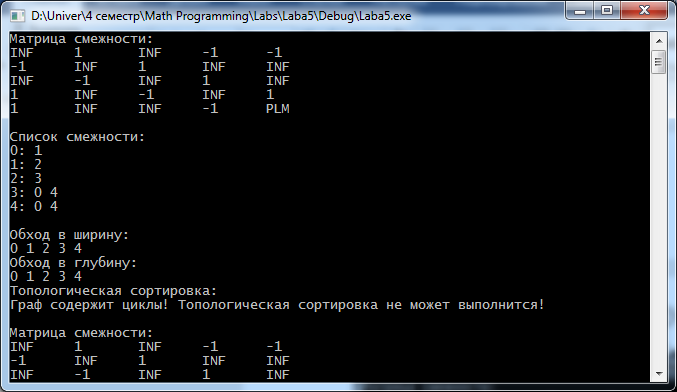 D:\Univer\4 семестр\Math Programming\Labs\Laba5\Debug\Laba5.exe
Матрица смежности:
INF 1 INF -1 -1
-1 INF 1 INF INF
INF -1 INF 1 INF
1 INF -1 INF 1
1 INF INF -1 PLM
Список смежности:
0: 1
1: 2
2: 3
3: 0 4
4: 0 4
Обход в ширину:
0 1 2 3 4
Обход в глубину:
0 1 2 3 4
Топологическая сортировка:
Граф содержит циклы! Топологическая сортировка не может выполнится!
Матрица смежности:
INF 1 INF -1 -1
-1 INF 1 INF INF
INF -1 INF 1 INF